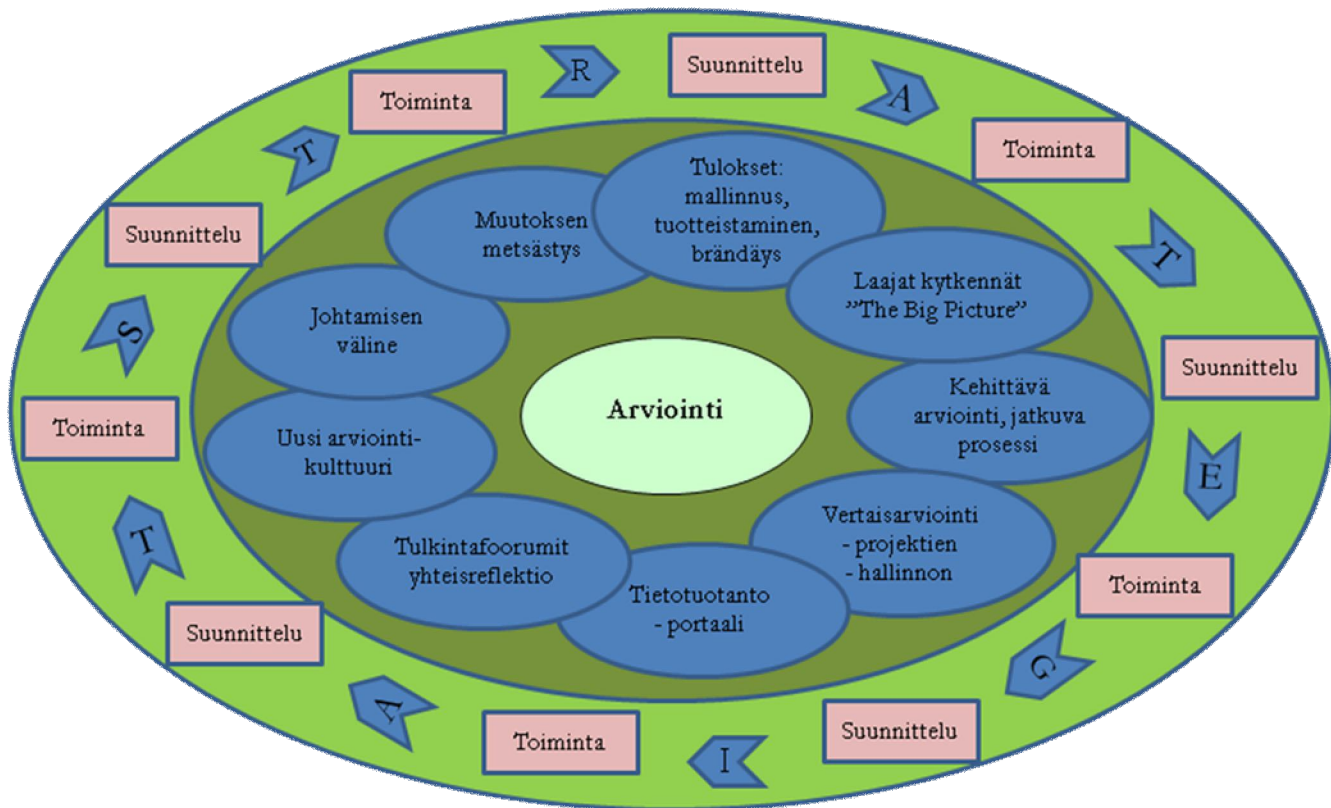 R
Suunnittelu
A
Toiminta
T
Suunnittelu
E
Toiminta
G
Suunnittelu
I
Toiminta
A
Suunnittelu
T
Toiminta
S
Suunnittelu
T
Toiminta
Tulokset:
mallinnus,
tuotteistaminen,
brändäys
Laajat kytkennät
”The Big Picture”
Kehittävä
arviointi, jatkuva
prosessi
Vertaisarviointi
- projektien
- hallinnon
Tietotuotanto
- portaali
Tulkintafoorumit
yhteisreflektio
Uusi arviointi-
kulttuuri
Johtamisen
väline
Muutoksen
metsästys
Arviointi